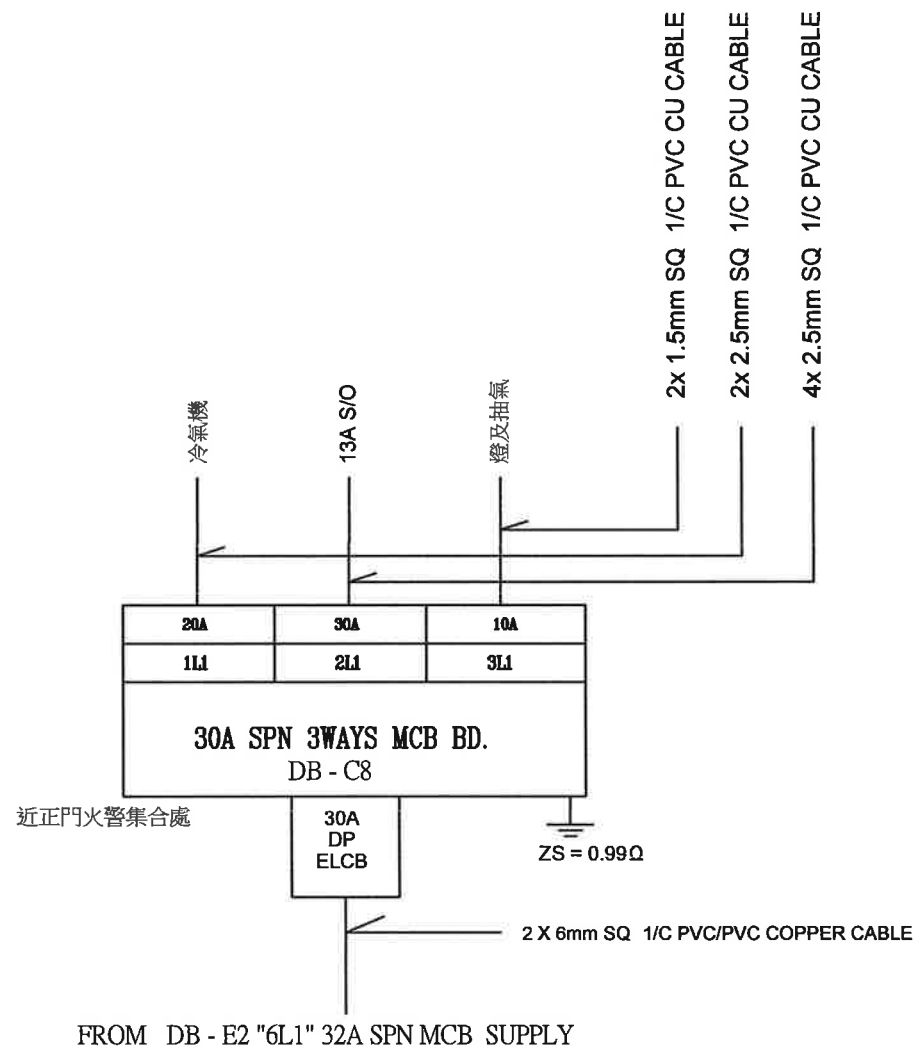 2x 1.5mm SQ 1/C PVC CU CABLE
2x 2.5mm SQ 1/C PVC CU CABLE
4x 2.5mm SQ 1/C PVC CU CABLE
冷氣機
13A S/O
燈及抽氣
20A
30A
10A
1L1
2L1
3L1
30A SPN 3WAYS MCB BD.
DB - C8
近正門火警集合處
30A
DP
ELCB
ZS = 0.99Ω
2 X 6mm SQ 1/C PVC/PVC COPPER CABLE
FROM DB - E2 "6L1" 32A SPN MCB SUPPLY